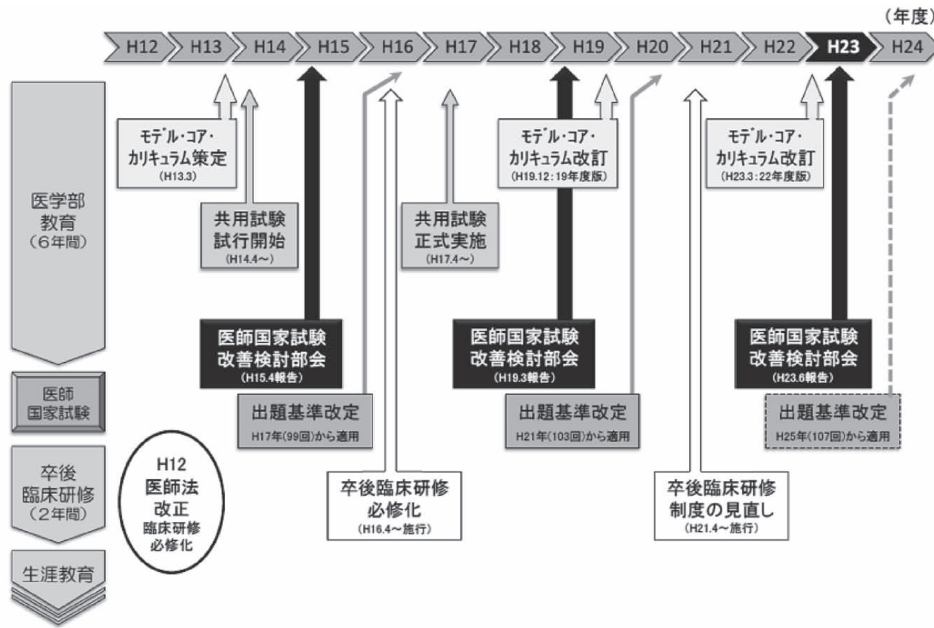 (年度)
H12
H13
H14
H15
H16
H17
H18
H19
H20
H21
H22
H23
H24
医学部
教育
(6年間)
ﾓﾃﾞﾙ・コア・
ｶﾘｷｭﾗﾑ策定
(H13.3)
ﾓﾃﾞﾙ・コア・
ｶﾘｷｭﾗﾑ改訂
(H19.12:19年度版)
ﾓﾃﾞﾙ・コア・
ｶﾘｷｭﾗﾑ改訂
(H23.3:22年度版)
共用試験
試行開始
(H14.4~)
共用試験
正式実施
(H17.4~)
医師国家試験
改善検討部会
(H15.4報告)
医師国家試験
改善検討部会
(H19.3報告)
医師国家試験
改善検討部会
(H23.6報告)
医師
国家試験
出題基準改定
H17年(99回)から適用
出題基準改定
H21年(103回)から適用
出題基準改定
H25年(107回)から適用
卒後
臨床研修
(2年間)
H12
医師法
改正
臨床研修
必修化
卒後臨床研修
必修化
(H16.4~施行)
卒後臨床研修
制度の見直し
(H21.4~施行)
生涯教育